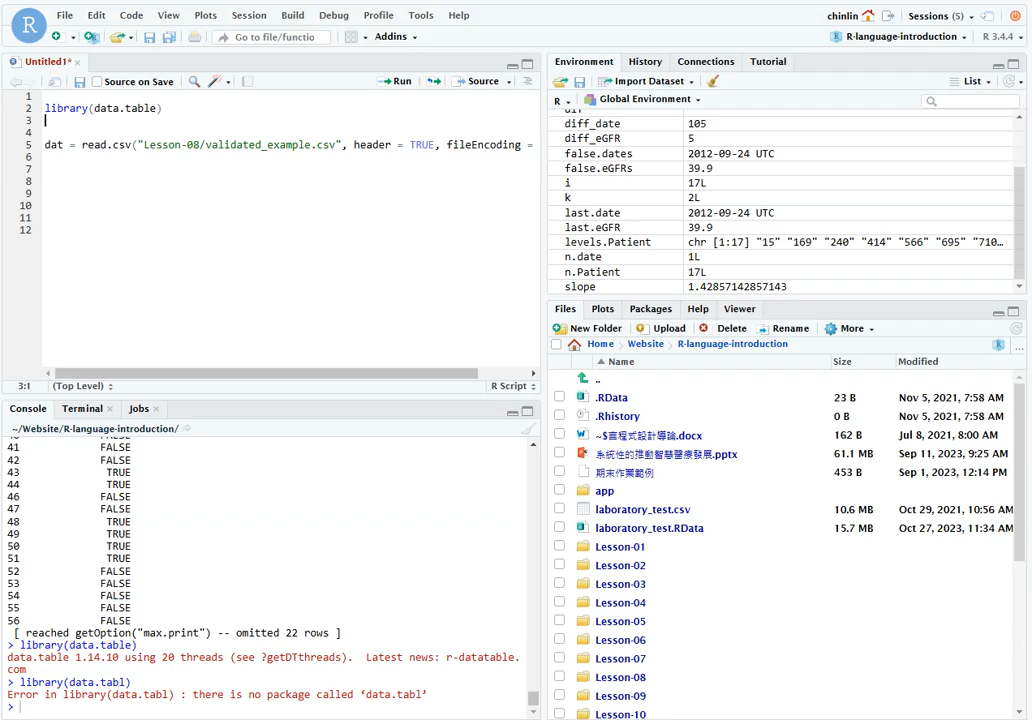 File Edit Code View Plots Session Build Debug Profile Tools Help
chinlin Sessions (5)
Go to file/functio Addins
R-language-introduction R 3.4.4
Untitled1*
Source on Save Run Source
1
2 library(data.table)
3
4
5 dat = read.csv("Lesson-08/validated_example.csv", header = TRUE, fileEncoding =
6
7
8
9
10
11
12
3:1 (Top Level) R Script
Console Terminal Jobs
~/Website/R-language-introduction/
41 FALSE
42 FALSE
43 TRUE
44 TRUE
46 FALSE
47 FALSE
48 TRUE
49 TRUE
50 TRUE
51 TRUE
52 FALSE
53 FALSE
54 FALSE
55 FALSE
56 FALSE
[ reached getOption("max.print") -- omitted 22 rows ]
> library(data.table)
data.table 1.14.10 using 20 threads (see ?getDTthreads).  Latest news: r-datatable.
com
> library(data.tabl)
Error in library(data.tabl) : there is no package called ‘data.tabl’
>
Environment History Connections Tutorial
Import Dataset List
R Global Environment
diff_date 105
diff_eGFR 5
false.dates 2012-09-24 UTC
false.eGFRs 39.9
i 17L
k 2L
last.date 2012-09-24 UTC
last.eGFR 39.9
levels.Patient chr [1:17] "15" "169" "240" "414" "566" "695" "710…
n.date 1L
n.Patient 17L
slope 1.42857142857143
Files Plots Packages Help Viewer
New Folder Upload Delete Rename More
Home Website R-language-introduction ...
Name Size Modified
..
.RData 23 B Nov 5, 2021, 7:58 AM
.Rhistory 0 B Nov 5, 2021, 7:58 AM
~$言程式設計導論.docx 162 B Jul 8, 2021, 8:00 AM
系統性的推動智慧醫療發展.pptx 61.1 MB Sep 11, 2023, 9:25 AM
期末作業範例 453 B Sep 1, 2023, 12:14 PM
app
laboratory_test.csv 10.6 MB Oct 29, 2021, 10:56 AM
laboratory_test.RData 15.7 MB Oct 27, 2023, 11:34 AM
Lesson-01
Lesson-02
Lesson-03
Lesson-04
Lesson-05
Lesson-06
Lesson-07
Lesson-08
Lesson-09
Lesson-10